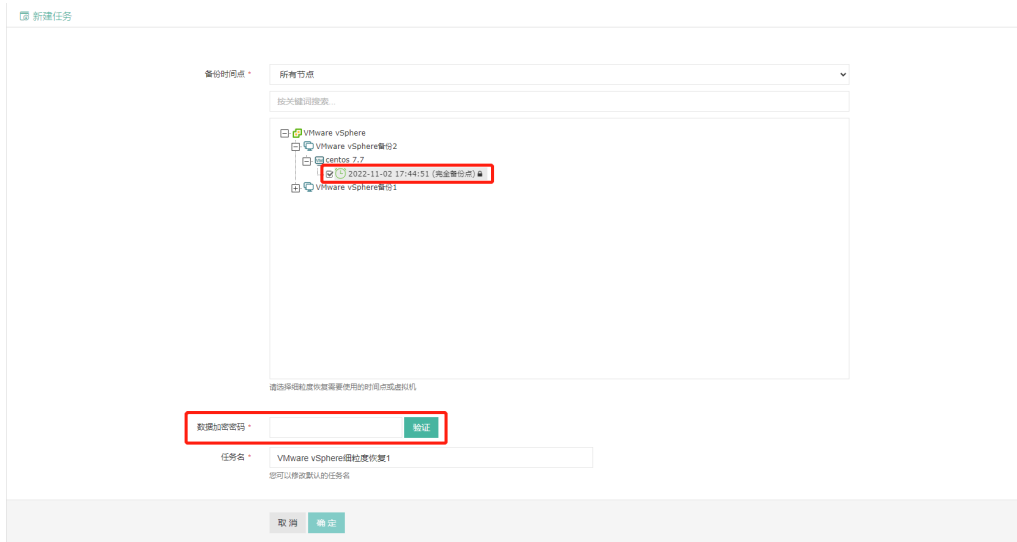 新建任务
备份时间点 *
所有节点
按关键词搜索...
VMware vSphere
VMware vSphere备份2
centos 7.7
2022-11-02 17:44:51 (完全备份点)
VMware vSphere备份1
请选择细粒度恢复需要使用的时间点或虚拟机
数据加密密码 *
验证
任务名 *
VMware vSphere细粒度恢复1
您可以修改默认的任务名
取消 确定